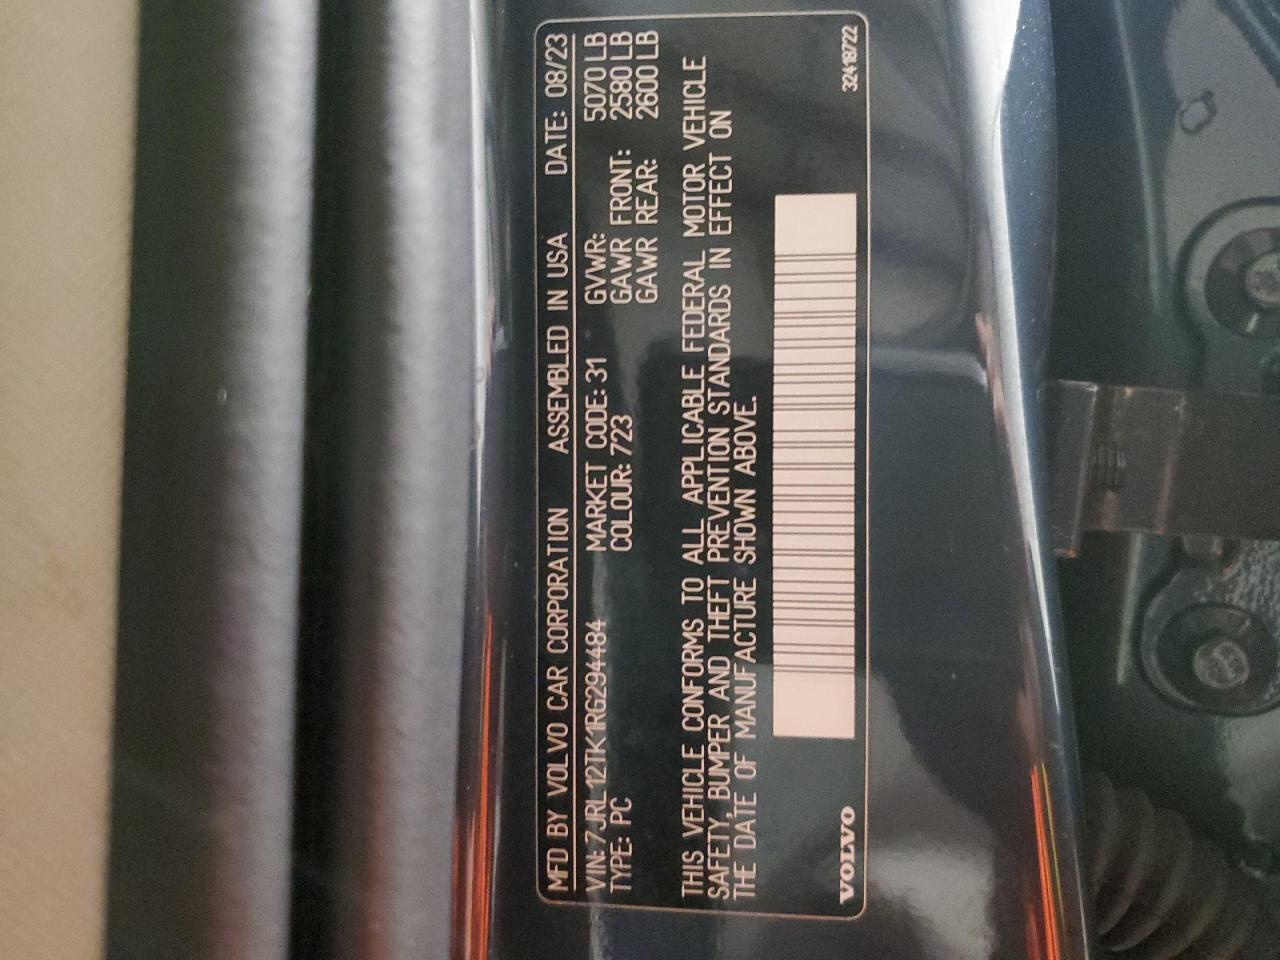 MFD BY VOLVO CAR CORPORATION ASSEMBLED IN USA DATE: 08/23
VIN: 7JRL12TK1RG294484 MARKET CODE: 31 GVWR: 5070 LB
TYPE: PC COLOUR: 723 GAWR FRONT: 2580 LB
GAWR REAR: 2600 LB
THIS VEHICLE CONFORMS TO ALL APPLICABLE FEDERAL MOTOR VEHICLE
SAFETY, BUMPER AND THEFT PREVENTION STANDARDS IN EFFECT ON
THE DATE OF MANUFACTURE SHOWN ABOVE.
VOLVO 32418722